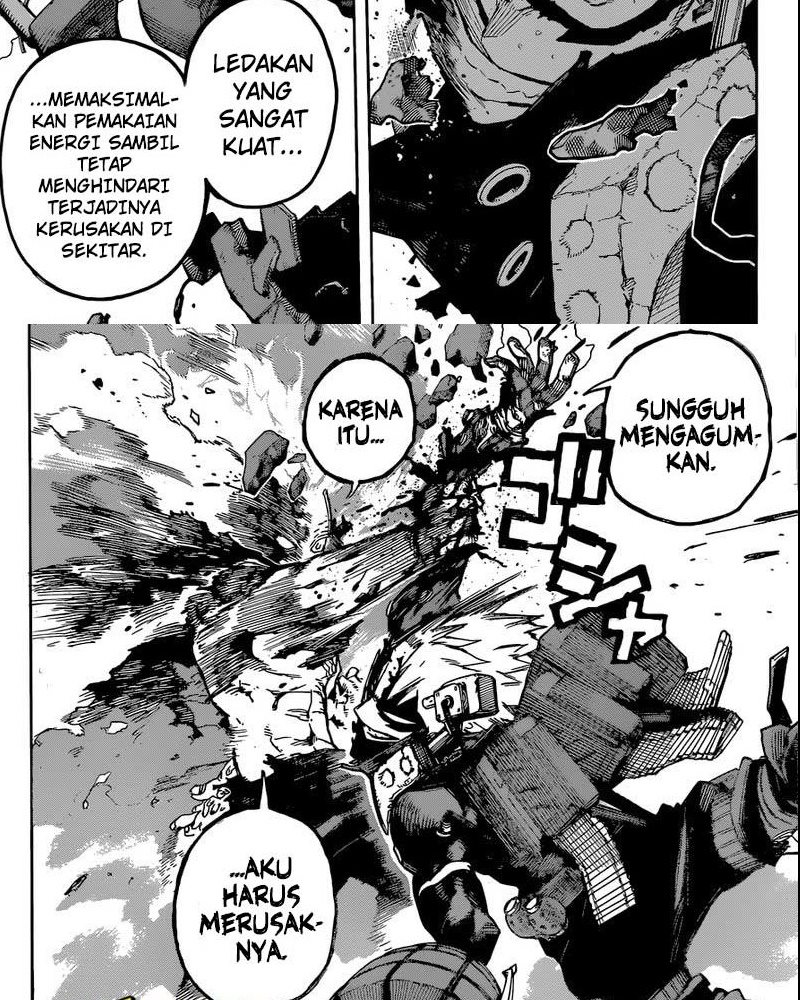 LEDAKAN
YANG
SANGAT
KUAT...
...MEMAKSIMAL-
KAN PEMAKAIAN
ENERGI SAMBIL
TETAP
MENGHINDARI
TERJADINYA
KERUSAKAN DI
SEKITAR.
SUNGGUH
MENGAGUM-
KAN.
KARENA
ITU...
...AKU
HARUS
MERUSAK-
NYA.